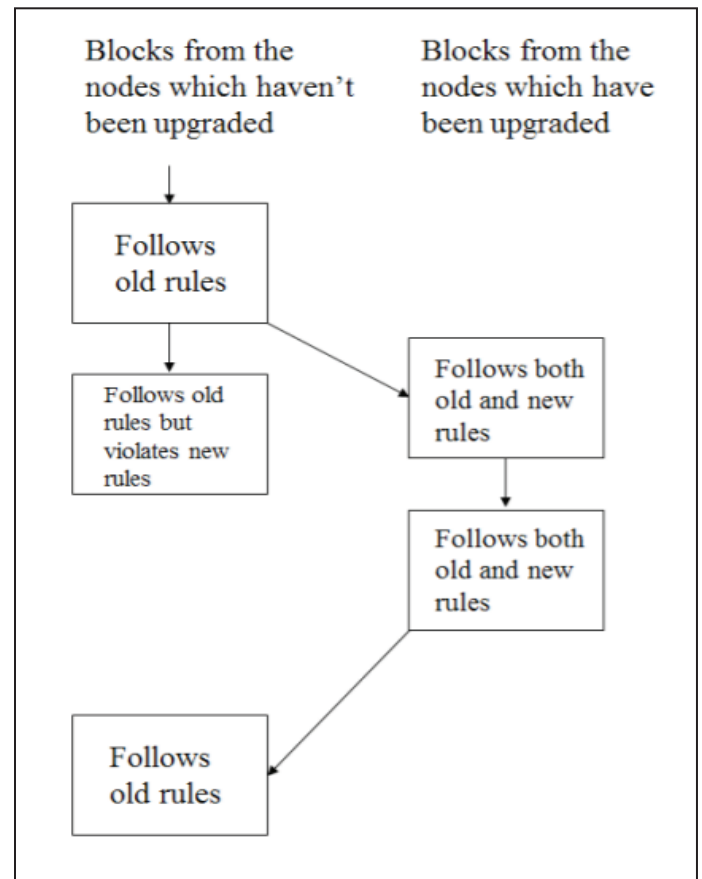 Blocks from the
nodes which haven't
been upgraded
Blocks from the
nodes which have
been upgraded
Follows
old rules
Follows old
rules but
violates new
rules
Follows both
old and new
rules
Follows both
old and new
rules
Follows
old rules